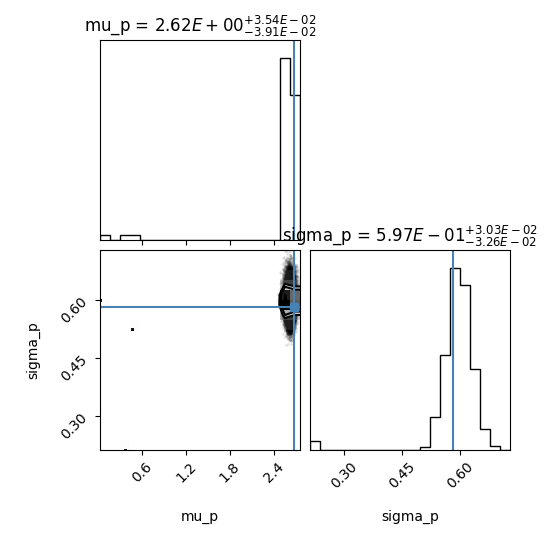 mu_p = 2.62E + 00+3.54E − 02
−3.91E − 02
sigma_p = 5.97E − 01+3.03E − 02
−3.26E − 02
sigma_p
0.60
0.45
0.30
0.6 1.2 1.8 2.4
mu_p
0.30 0.45 0.60
sigma_p